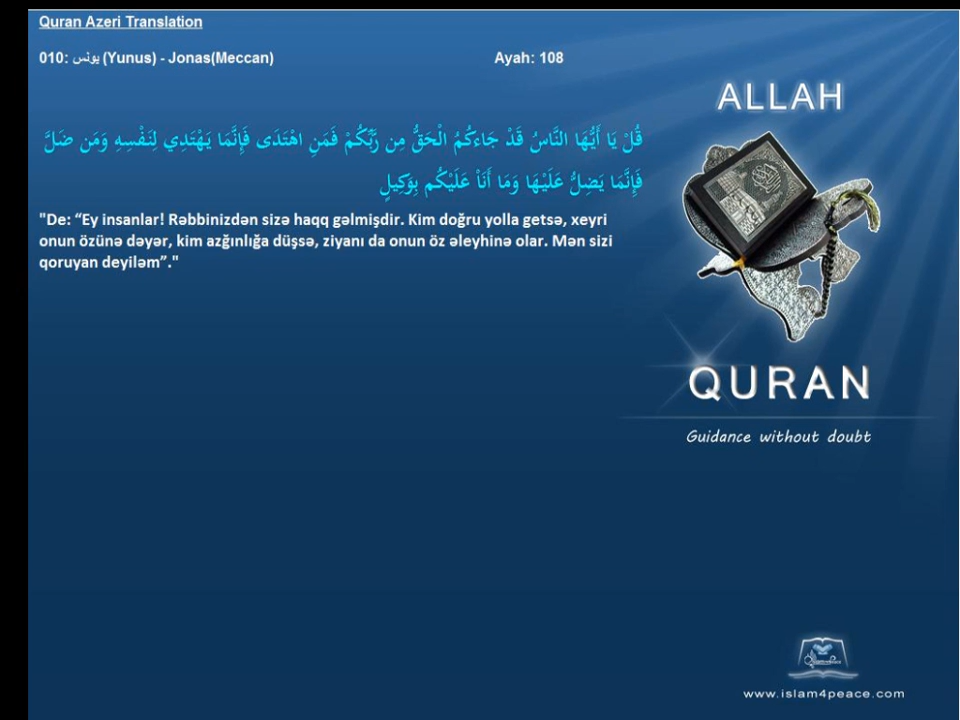 Quran Azeri Translation
010: يونس (Yunus) - Jonas(Meccan) Ayah: 108
قُلْ يَا أَيُّهَا النَّاسُ قَدْ جَاءكُمُ الْحَقُّ مِن رَّبِّكُمْ فَمَنِ اهْتَدَى فَإِنَّمَا يَهْتَدِي لِنَفْسِهِ وَمَن ضَلَّ
فَإِنَّمَا يَضِلُّ عَلَيْهَا وَمَا أَنَاْ عَلَيْكُم بِوَكِيلٍ
"De: “Ey insanlar! Rəbbinizdən sizə haqq gəlmişdir. Kim doğru yolla getsə, xeyri
onun özünə dəyər, kim azğınlığa düşsə, ziyanı da onun öz əleyhinə olar. Mən sizi
qoruyan deyiləm”."
ALLAH
QURAN
Guidance without doubt
www.islam4peace.com